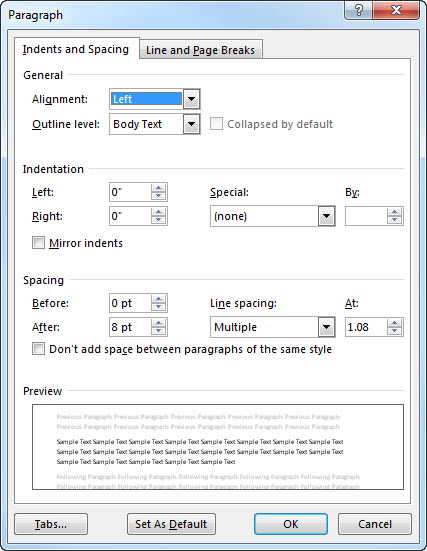 Paragraph
Indents and Spacing Line and Page Breaks
General
Alignment: Left
Outline level: Body Text Collapsed by default
Indentation
Left: 0" Special: By:
Right: 0" (none)
Mirror indents
Spacing
Before: 0 pt Line spacing: At:
After: 8 pt Multiple 1.08
Don't add space between paragraphs of the same style
Preview
Previous Paragraph Previous Paragraph Previous Paragraph Previous Paragraph Previous Paragraph
Previous Paragraph Previous Paragraph Previous Paragraph Previous Paragraph Previous Paragraph
Sample Text Sample Text Sample Text Sample Text Sample Text Sample Text Sample Text Sample Text
Sample Text Sample Text Sample Text Sample Text Sample Text Sample Text Sample Text Sample Text
Sample Text Sample Text Sample Text Sample Text Sample Text
Following Paragraph Following Paragraph Following Paragraph Following Paragraph Following Paragraph
Following Paragraph Following Paragraph Following Paragraph Following Paragraph Following Paragraph
Tabs... Set As Default OK Cancel